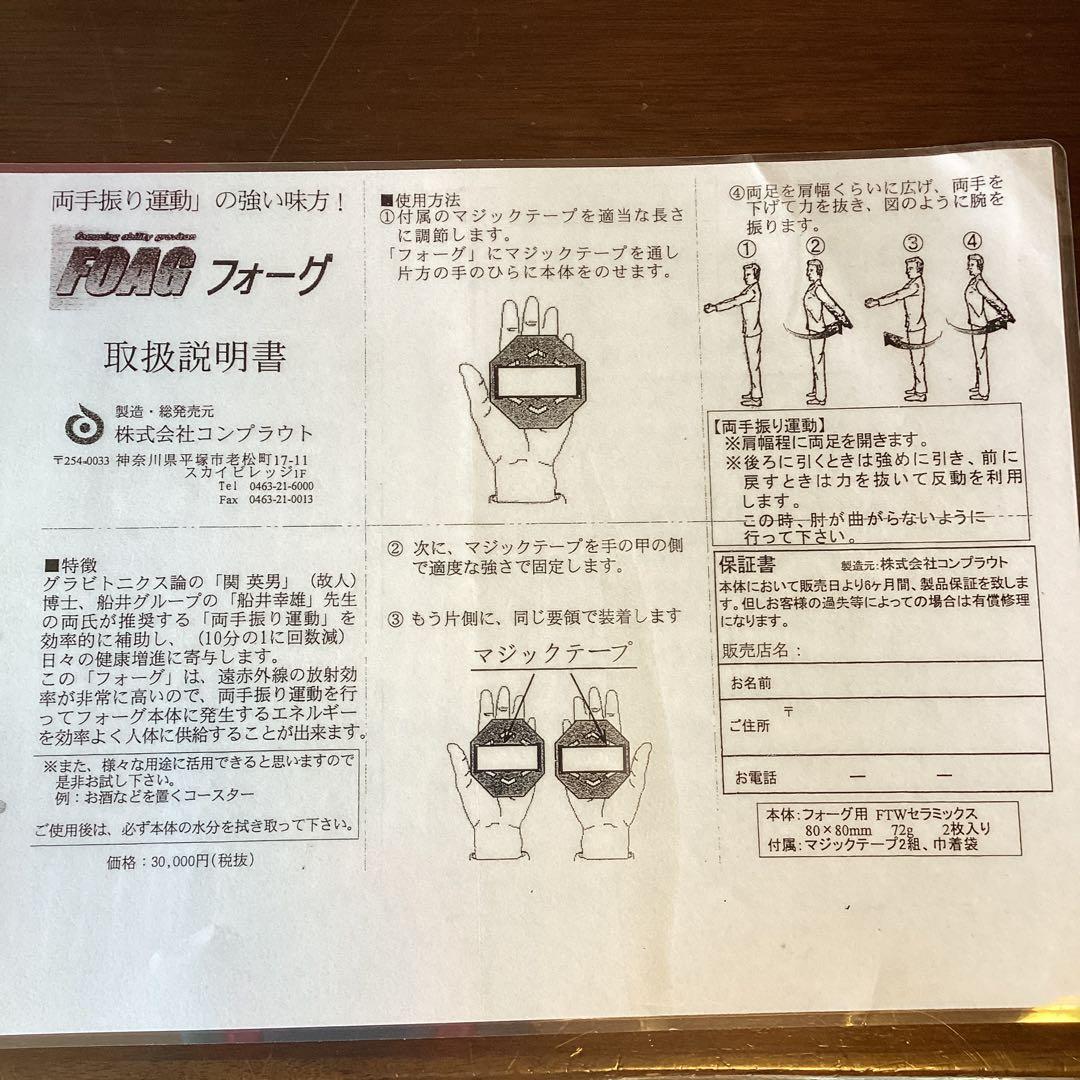 両手振り運動」の強い味方！
focusing ability graviton
FOAG フォーグ
取扱説明書
製造・総発売元
株式会社コンプラウト
〒254-0033 神奈川県平塚市老松町17-11
スカイビレッジ1F
Tel 0463-21-6000
Fax 0463-21-0013
■特徴
グラビトニクス論の「関 英男」（故人）
博士、船井グループの「船井幸雄」先生
の両氏が推奨する「両手振り運動」を
効率的に補助し、（10分の1に回数減）
日々の健康増進に寄与します。
この「フォーグ」は、遠赤外線の放射効
率が非常に高いので、両手振り運動を行
ってフォーグ本体に発生するエネルギー
を効率よく人体に供給することが出来ます。
※また、様々な用途に活用できると思いますので
是非お試し下さい。
例：お酒などを置くコースター
ご使用後は、必ず本体の水分を拭き取って下さい。
価格：30,000円（税抜）
■使用方法
①付属のマジックテープを適当な長さ
に調節します。
「フォーグ」にマジックテープを通し
片方の手のひらに本体をのせます。
② 次に、マジックテープを手の甲の側
で適度な強さで固定します。
③ もう片側に、同じ要領で装着します
マジックテープ
④両足を肩幅くらいに広げ、両手を
下げて力を抜き、図のように腕を
振ります。
① ② ③ ④
【両手振り運動】
※肩幅程に両足を開きます。
※後ろに引くときは強めに引き、前に
戻すときは力を抜いて反動を利用
します。
この時、肘が曲がらないように
行って下さい。
保証書 製造元：株式会社コンプラウト
本体において販売日より6ヶ月間、製品保証を致しま
す。但しお客様の過失等によっての場合は有償修理
になります。
販売店名：
お名前
ご住所 〒
お電話 ー ー
本体：フォーグ用 FTWセラミックス
80×80mm 72g 2枚入り
付属：マジックテープ2組、巾着袋